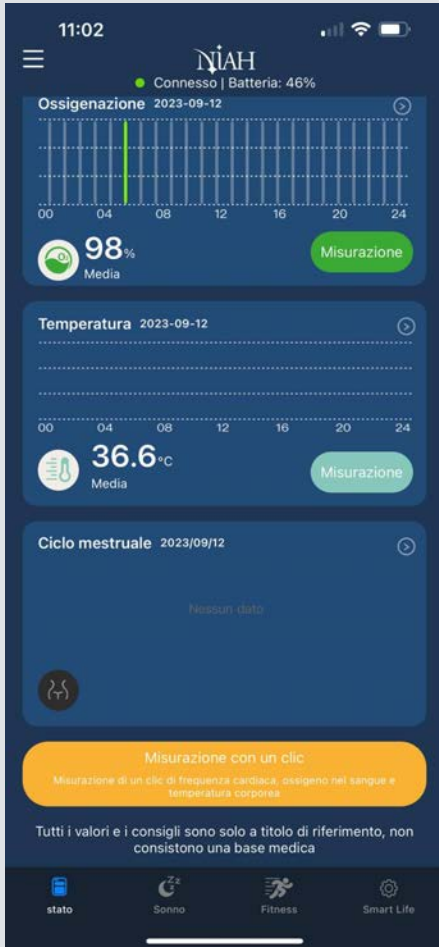 11:02
NİAH
Connesso | Batteria: 46%
Ossigenazione 2023-09-12
00 04 08 12 16 20 24
98%
Media
Misurazione
Temperatura 2023-09-12
00 04 08 12 16 20 24
36.6°C
Media
Misurazione
Ciclo mestruale 2023/09/12
Nessun dato
Misurazione con un clic
Misurazione di un clic di frequenza cardiaca, ossigeno nel sangue e
temperatura corporea
Tutti i valori e i consigli sono solo a titolo di riferimento, non
consistono una base medica
stato Sonno Fitness Smart Life